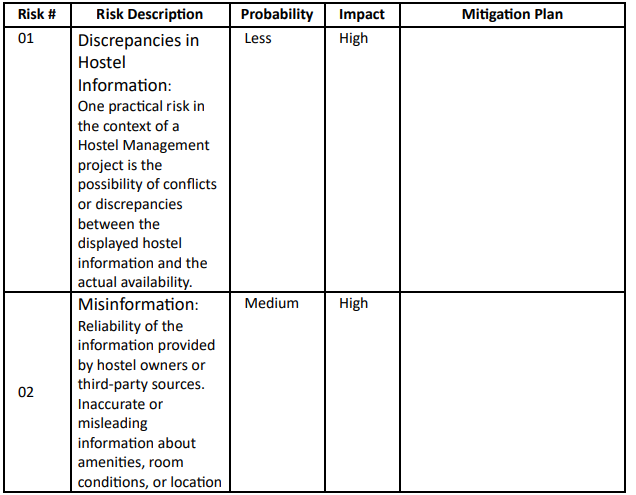 Risk # Risk Description Probability Impact Mitigation Plan
01 Discrepancies in Less High
Hostel
Information:
One practical risk in
the context of a
Hostel Management
project is the
possibility of conflicts
or discrepancies
between the
displayed hostel
information and the
actual availability.
Misinformation: Medium High
Reliability of the
information provided
by hostel owners or
third-party sources.
02
Inaccurate or
misleading
information about
amenities, room
conditions, or location